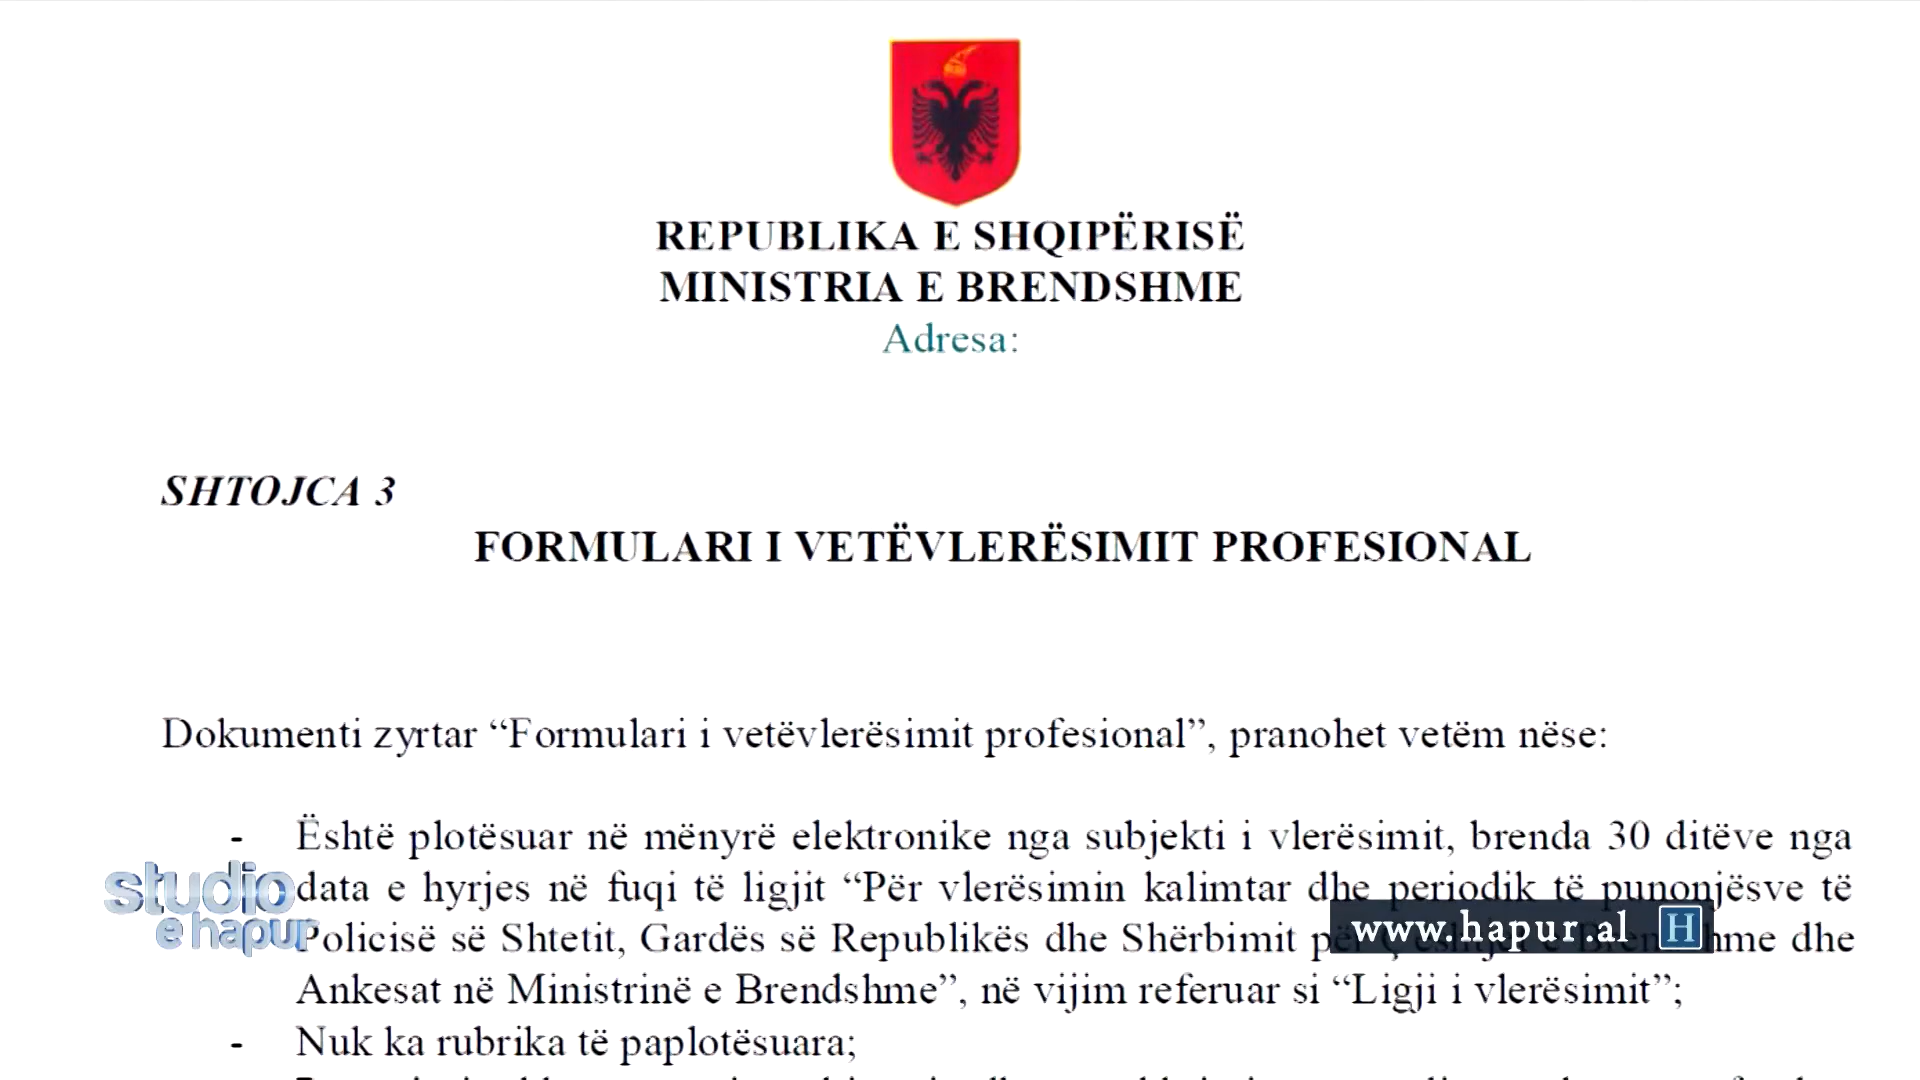 REPUBLIKA E SHQIPËRISË
MINISTRIA E BRENDSHME
Adresa:
SHTOJCA 3
FORMULARI I VETËVLERËSIMIT PROFESIONAL
Dokumenti zyrtar “Formulari i vetëvlerësimit profesional”, pranohet vetëm nëse:
- Është plotësuar në mënyrë elektronike nga subjekti i vlerësimit, brenda 30 ditëve nga
data e hyrjes në fuqi të ligjit “Për vlerësimin kalimtar dhe periodik të punonjësve të
Policisë së Shtetit, Gardës së Republikës dhe Shërbimit për Çështjet e Brendshme dhe
Ankesat në Ministrinë e Brendshme”, në vijim referuar si “Ligji i vlerësimit”;
- Nuk ka rubrika të paplotësuara;
studio
e hapur
www.hapur.al H